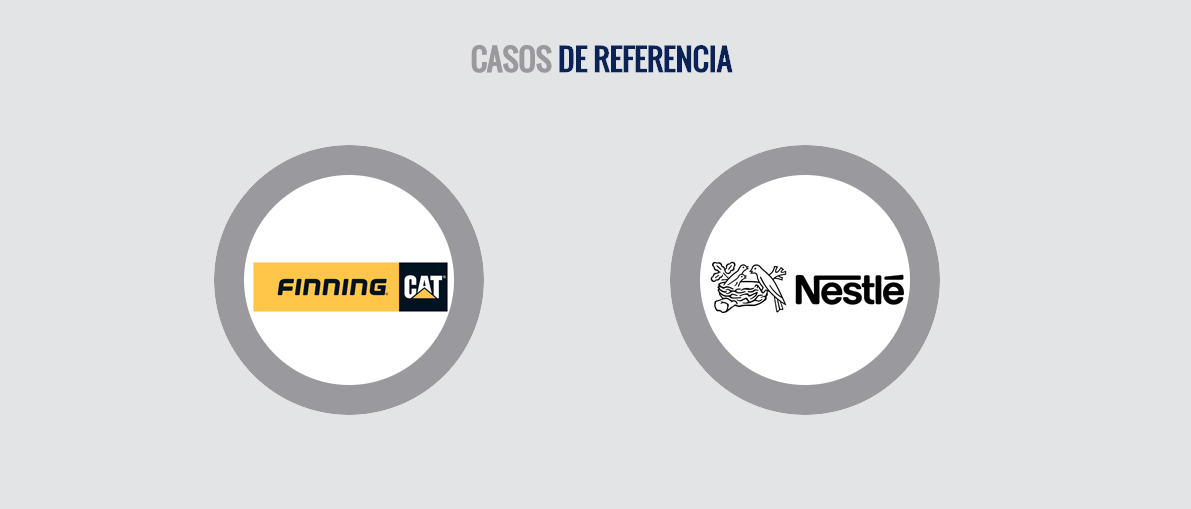 CASOS DE REFERENCIA
FINNING CAT
Nestlé